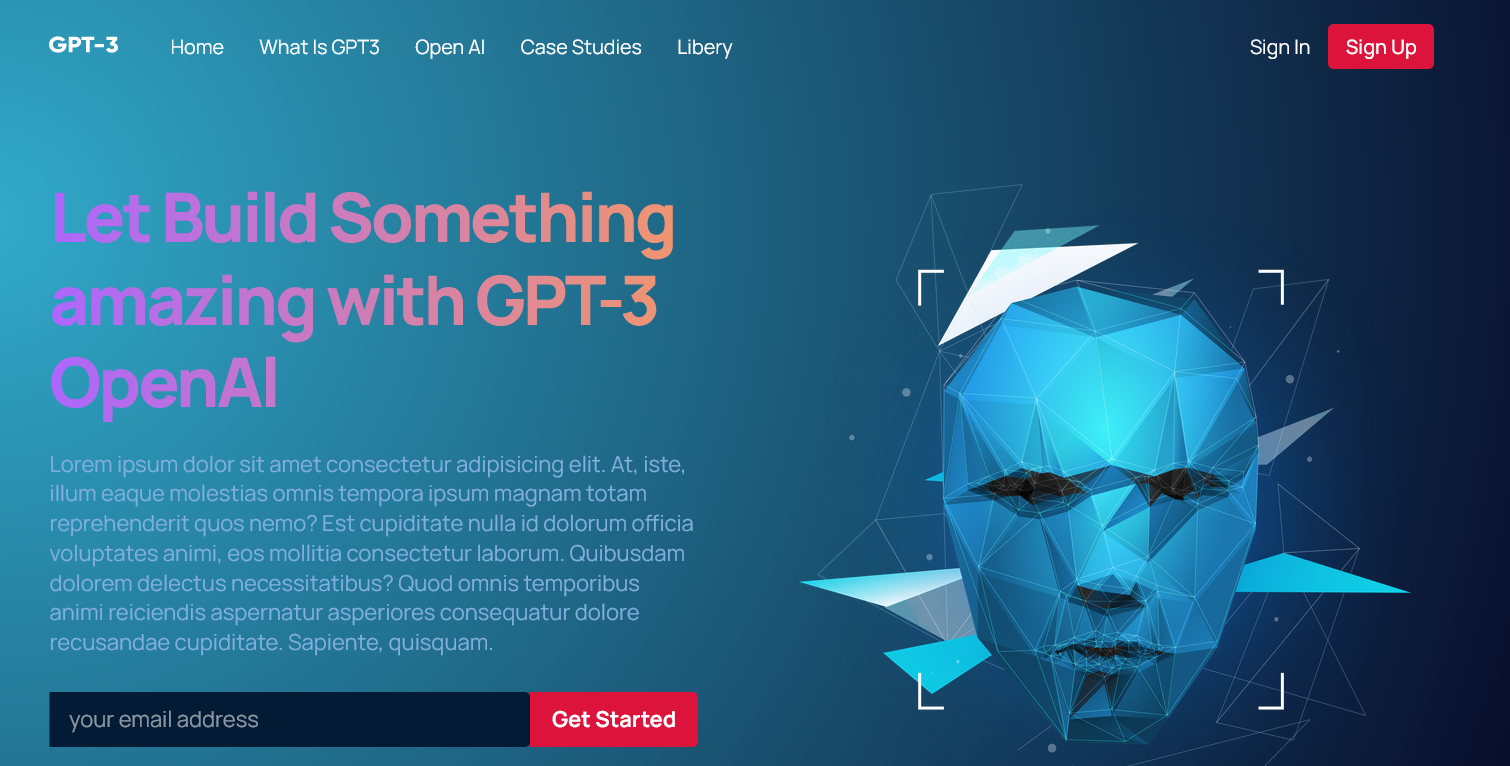 GPT-3 Home What Is GPT3 Open AI Case Studies Libery Sign In Sign Up
Let Build Something
amazing with GPT-3
OpenAI
Lorem ipsum dolor sit amet consectetur adipisicing elit. At, iste,
illum eaque molestias omnis tempora ipsum magnam totam
reprehenderit quos nemo? Est cupiditate nulla id dolorum officia
voluptates animi, eos mollitia consectetur laborum. Quibusdam
dolorem delectus necessitatibus? Quod omnis temporibus
animi reiciendis aspernatur asperiores consequatur dolore
recusandae cupiditate. Sapiente, quisquam.
your email address Get Started